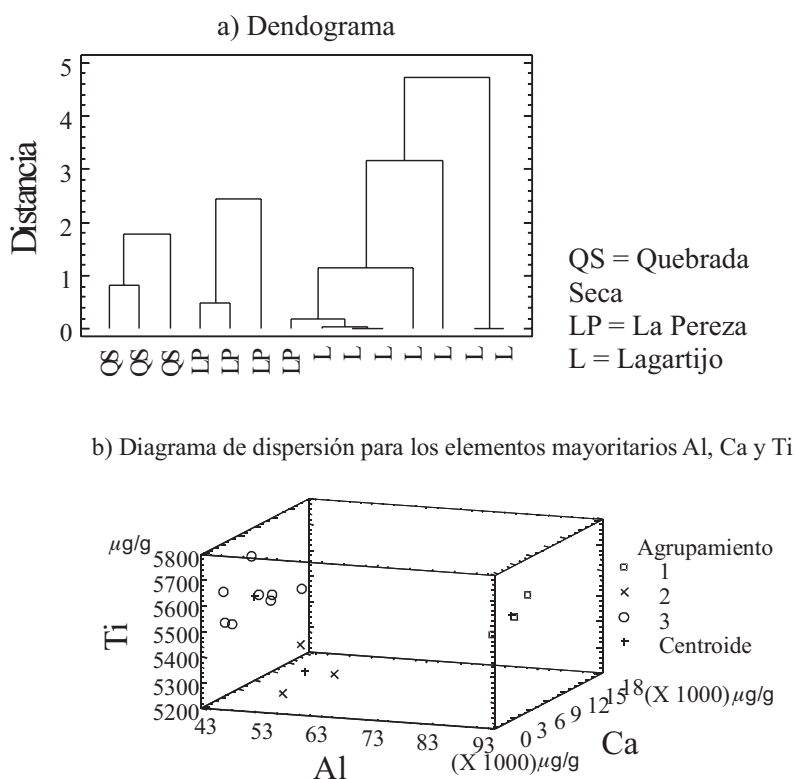 a) Dendograma
5
4
3
2
1
0
Distancia
QS
QS
QS
LP
LP
LP
LP
L
L
L
L
L
L
L
QS = Quebrada
Seca
LP = La Pereza
L = Lagartijo
b) Diagrama de dispersión para los elementos mayoritarios Al, Ca y Ti
µg/g
5800
5700
5600
5500
5400
5300
5200
Ti
43 53 63 73 83 93
(X 1000)µg/g
Al
0 3 6 9 12 15 18
(X 1000)µg/g
Ca
Agrupamiento
1
2
3
Centroide